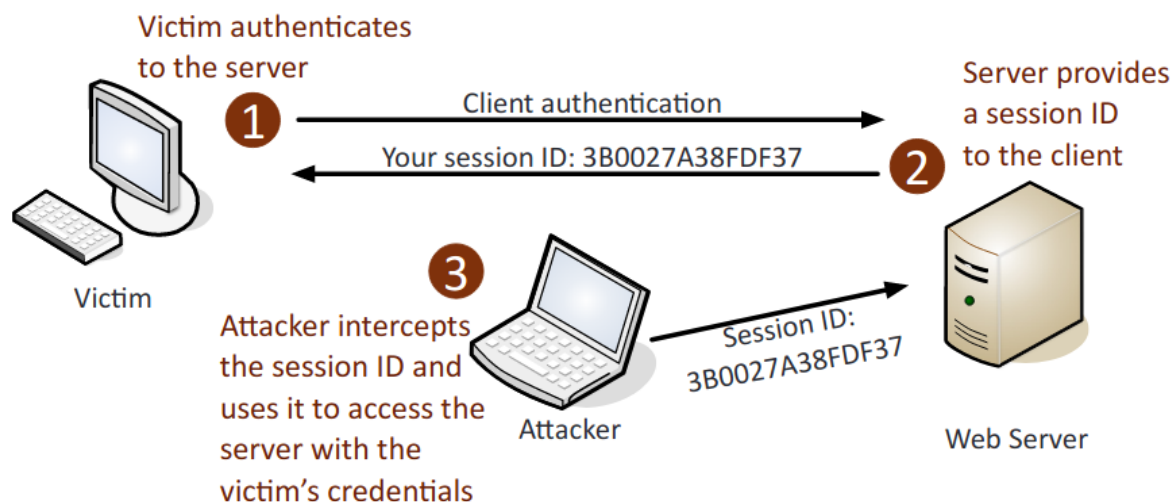 Victim authenticates
to the server
1
Client authentication
Server provides
a session ID
to the client
Your session ID: 3B0027A38FDF37
2
Victim
3
Attacker intercepts
the session ID and
uses it to access the
server with the
victim's credentials
Attacker
Session ID:
3B0027A38FDF37
Web Server